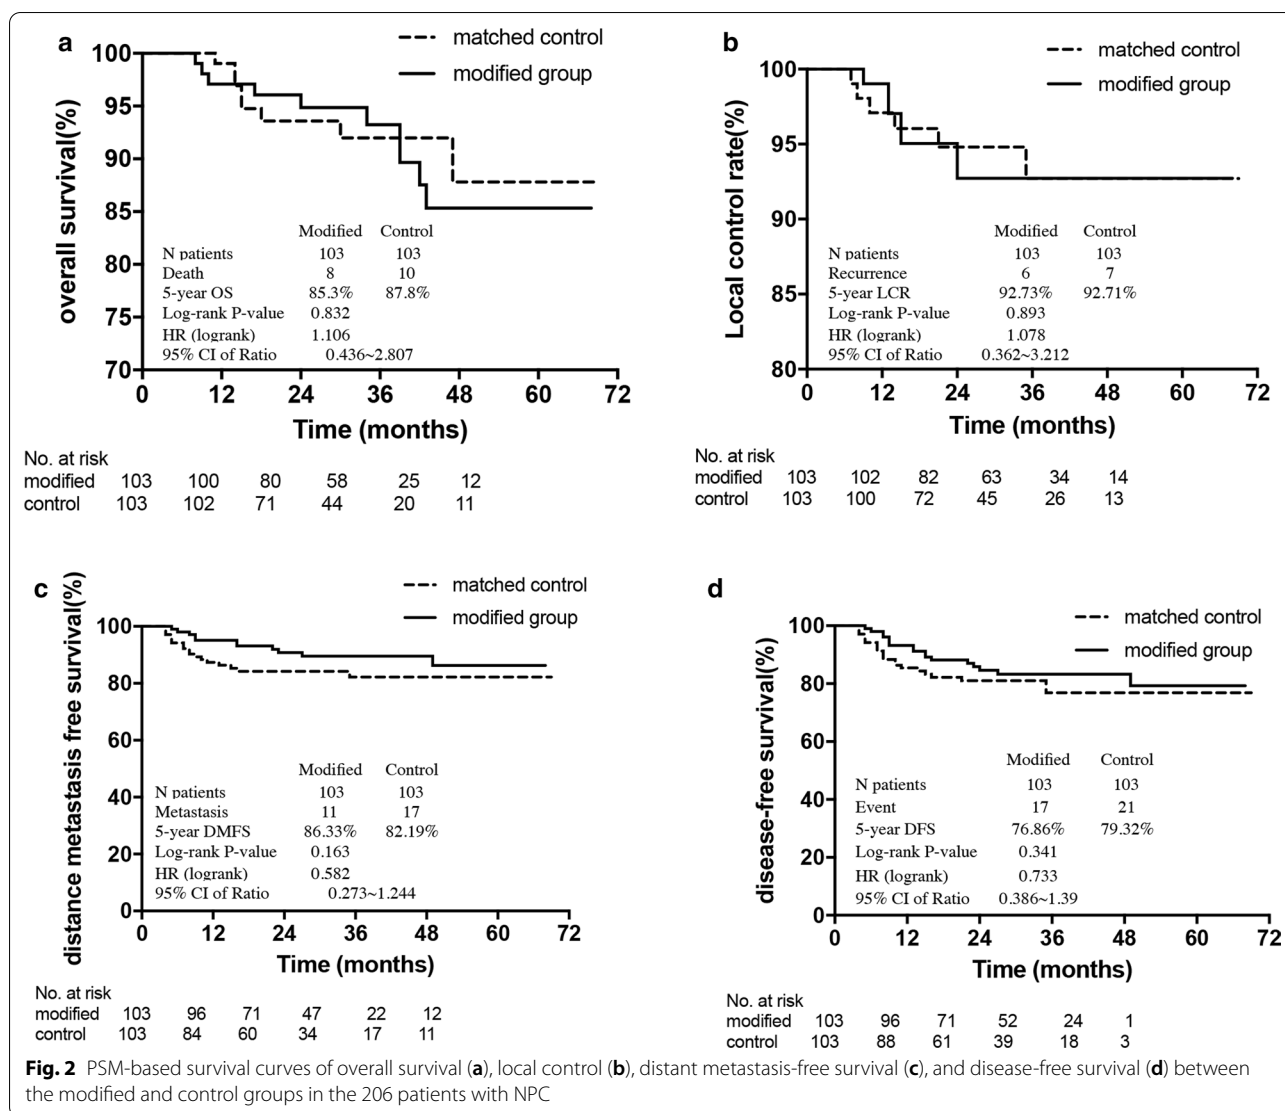 a
matched control
modified group
overall survival(%)
100
95
90
85
80
75
70
Modified Control
N patients 103 103
Death 8 10
5-year OS 85.3% 87.8%
Log-rank P-value 0.832
HR (logrank) 1.106
95% CI of Ratio 0.436~2.807
0 12 24 36 48 60 72
Time (months)
No. at risk
modified 103 100 80 58 25 12
control 103 102 71 44 20 11
b
matched control
modified group
Local control rate(%)
100
95
90
85
80
Modified Control
N patients 103 103
Recurrence 6 7
5-year LCR 92.73% 92.71%
Log-rank P-value 0.893
HR (logrank) 1.078
95% CI of Ratio 0.362~3.212
0 12 24 36 48 60 72
Time (months)
No. at risk
modified 103 102 82 63 34 14
control 103 100 72 45 26 13
c
matched control
modified group
distance metastasis free survival(%)
100
80
60
40
20
0
Modified Control
N patients 103 103
Metastasis 11 17
5-year DMFS 86.33% 82.19%
Log-rank P-value 0.163
HR (logrank) 0.582
95% CI of Ratio 0.273~1.244
0 12 24 36 48 60 72
Time (months)
No. at risk
modified 103 96 71 47 22 12
control 103 84 60 34 17 11
d
matched control
modified group
disease-free survival(%)
100
80
60
40
20
0
Modified Control
N patients 103 103
Event 17 21
5-year DFS 76.86% 79.32%
Log-rank P-value 0.341
HR (logrank) 0.733
95% CI of Ratio 0.386~1.39
0 12 24 36 48 60 72
Time (months)
No. at risk
modified 103 96 71 52 24 1
control 103 88 61 39 18 3
Fig. 2 PSM-based survival curves of overall survival (a), local control (b), distant metastasis-free survival (c), and disease-free survival (d) between
the modified and control groups in the 206 patients with NPC